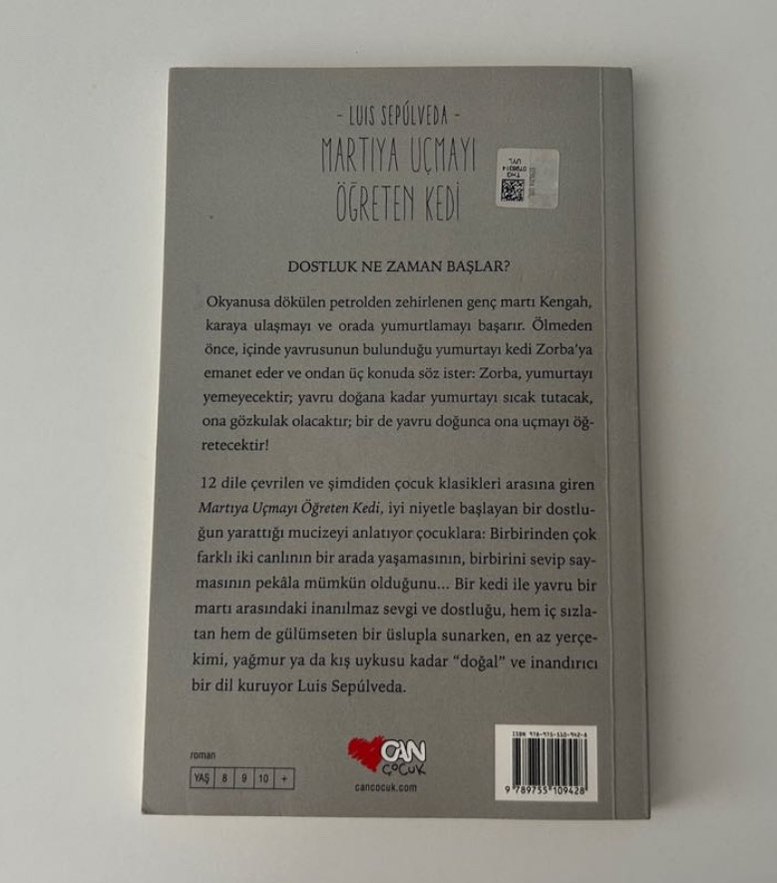 - LUIS SEPÚLVEDA -
MARTIYA UÇMAYI
ÖĞRETEN KEDİ
DOSTLUK NE ZAMAN BAŞLAR?
Okyanusa dökülen petrolden zehirlenen genç martı Kengah,
karaya ulaşmayı ve orada yumurtlamayı başarır. Ölmeden
önce, içinde yavrusunun bulunduğu yumurtayı kedi Zorba'ya
emanet eder ve ondan üç konuda söz ister: Zorba, yumurtayı
yemeyecektir; yavru doğana kadar yumurtayı sıcak tutacak,
ona gözkulak olacaktır; bir de yavru doğunca ona uçmayı öğ-
retecektir!
12 dile çevrilen ve şimdiden çocuk klasikleri arasına giren
Martıya Uçmayı Öğreten Kedi, iyi niyetle başlayan bir dostlu-
ğun yarattığı mucizeyi anlatıyor çocuklara: Birbirinden çok
farklı iki canlının bir arada yaşamasının, birbirini sevip say-
masının pekâla mümkün olduğunu... Bir kedi ile yavru bir
martı arasındaki inanılmaz sevgi ve dostluğu, hem iç sızla-
tan hem de gülümseten bir üslupla sunarken, en az yerçe-
kimi, yağmur ya da kış uykusu kadar "doğal" ve inandırıcı
bir dil kuruyor Luis Sepúlveda.
roman
YAŞ 8 9 10 +
CAN
ÇOCUK
cancocuk.com
ISBN 978-975-510-942-8
9 789755 109428